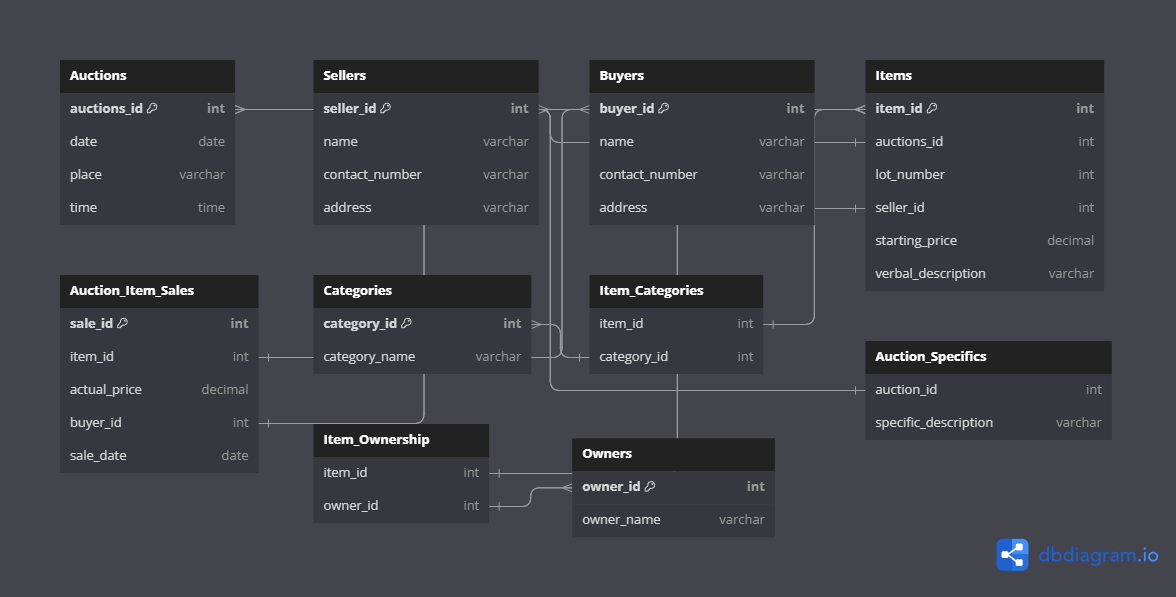 Auctions
auctions_id int
date date
place varchar
time time
Sellers
seller_id int
name varchar
contact_number varchar
address varchar
Buyers
buyer_id int
name varchar
contact_number varchar
address varchar
Items
item_id int
auctions_id int
lot_number int
seller_id int
starting_price decimal
verbal_description varchar
Auction_Item_Sales
sale_id int
item_id int
actual_price decimal
buyer_id int
sale_date date
Categories
category_id int
category_name varchar
Item_Categories
item_id int
category_id int
Auction_Specifics
auction_id int
specific_description varchar
Item_Ownership
item_id int
owner_id int
Owners
owner_id int
owner_name varchar
dbdiagram.io